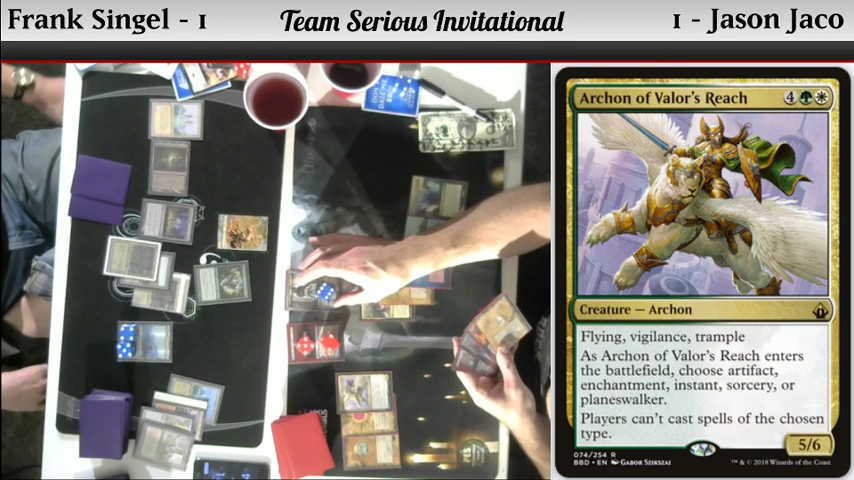 Frank Singel - 1
Team Serious Invitational
1 - Jason Jaco
Archon of Valor's Reach 4
Creature — Archon
Flying, vigilance, trample
As Archon of Valor's Reach enters
the battlefield, choose artifact,
enchantment, instant, sorcery, or
planeswalker.
Players can't cast spells of the chosen
type.
5/6
074/254 R
BBD • EN GABOR SZIKSZAI
™ & © 2018 Wizards of the Coast